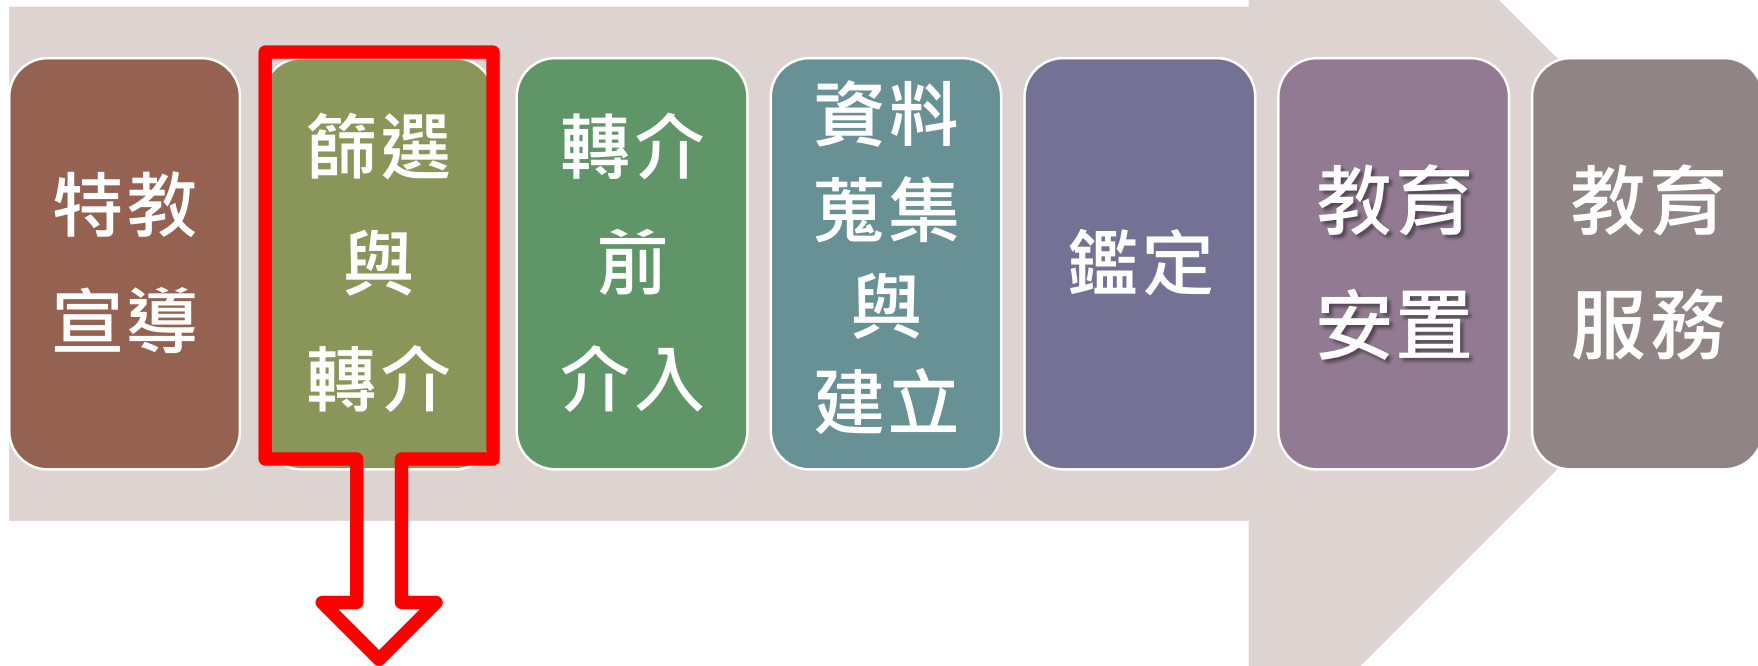 特教
宣導
篩選
與
轉介
轉介
前
介入
資料
蒐集
與
建立
鑑定
教育
安置
教育
服務